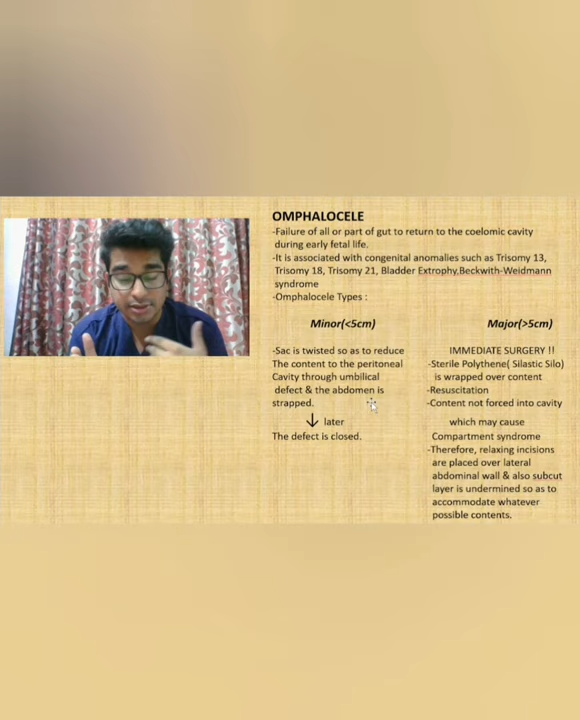 OMPHALOCELE
-Failure of all or part of gut to return to the coelomic cavity
during early fetal life.
-It is associated with congenital anomalies such as Trisomy 13,
Trisomy 18, Trisomy 21, Bladder Extrophy,Beckwith-Weidmann
syndrome
-Omphalocele Types :
Minor(<5cm)
-Sac is twisted so as to reduce
The content to the peritoneal
Cavity through umbilical
defect & the abdomen is
strapped.
later
The defect is closed.
Major(>5cm)
IMMEDIATE SURGERY !!
-Sterile Polythene( Silastic Silo)
is wrapped over content
-Resuscitation
-Content not forced into cavity
which may cause
Compartment syndrome
-Therefore, relaxing incisions
are placed over lateral
abdominal wall & also subcut
layer is undermined so as to
accommodate whatever
possible contents.